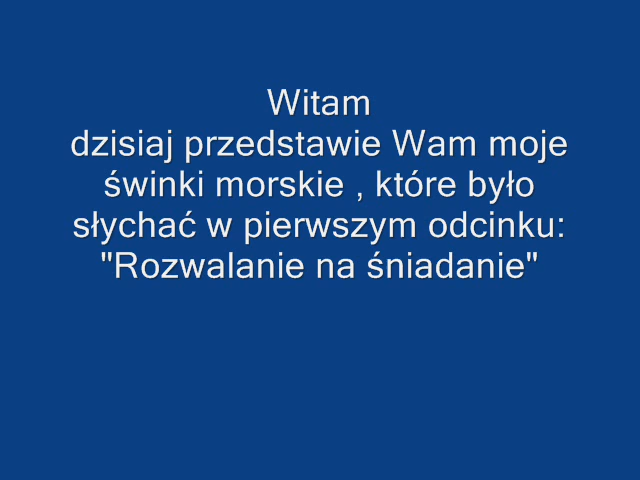 Witam
dzisiaj przedstawie Wam moje
świnki morskie , które było
słychać w pierwszym odcinku:
"Rozwalanie na śniadanie"